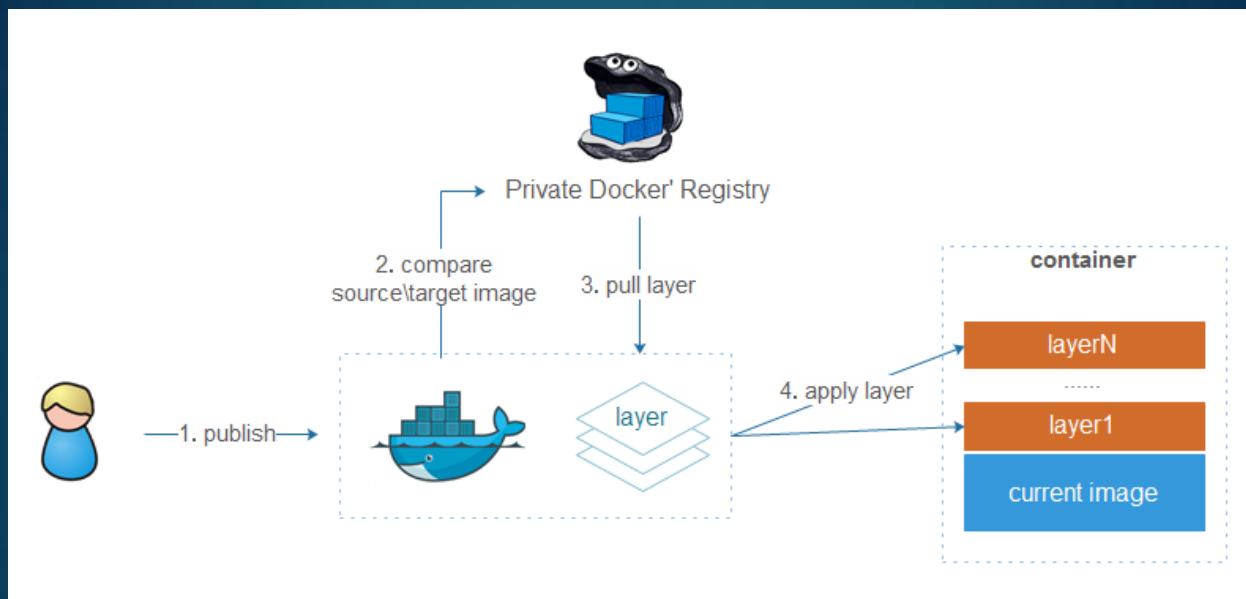 Private Docker' Registry
2. compare
source\target image
3. pull layer
container
layerN
......
4. apply layer
layer
layer1
1. publish
current image